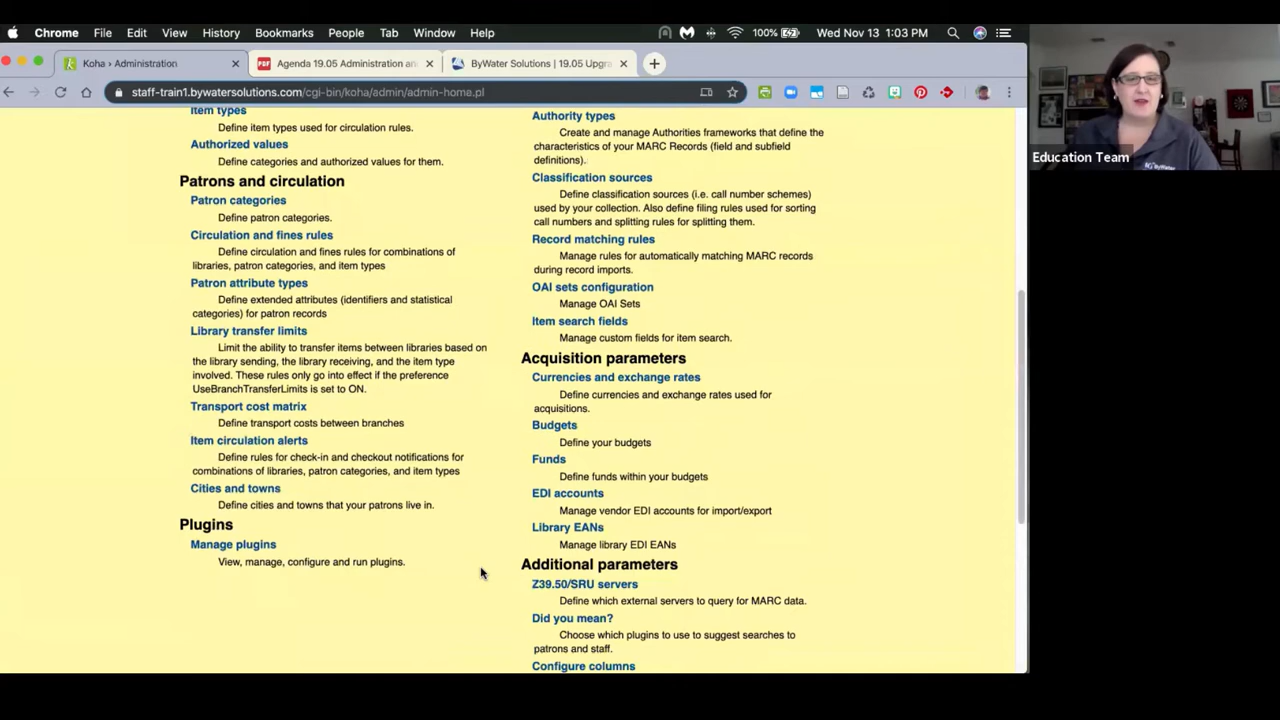 Chrome File Edit View History Bookmarks People Tab Window Help 100% Wed Nov 13 1:03 PM
Koha › Administration
Agenda 19.05 Administration an
ByWater Solutions | 19.05 Upgra
staff-train1.bywatersolutions.com/cgi-bin/koha/admin/admin-home.pl
Item types
Define item types used for circulation rules.
Authorized values
Define categories and authorized values for them.
Patrons and circulation
Patron categories
Define patron categories.
Circulation and fines rules
Define circulation and fines rules for combinations of
libraries, patron categories, and item types
Patron attribute types
Define extended attributes (identifiers and statistical
categories) for patron records
Library transfer limits
Limit the ability to transfer items between libraries based on
the library sending, the library receiving, and the item type
involved. These rules only go into effect if the preference
UseBranchTransferLimits is set to ON.
Transport cost matrix
Define transport costs between branches
Item circulation alerts
Define rules for check-in and checkout notifications for
combinations of libraries, patron categories, and item types
Cities and towns
Define cities and towns that your patrons live in.
Plugins
Manage plugins
View, manage, configure and run plugins.
Authority types
Create and manage Authorities frameworks that define the
characteristics of your MARC Records (field and subfield
definitions).
Classification sources
Define classification sources (i.e. call number schemes)
used by your collection. Also define filing rules used for sorting
call numbers and splitting rules for splitting them.
Record matching rules
Manage rules for automatically matching MARC records
during record imports.
OAI sets configuration
Manage OAI Sets
Item search fields
Manage custom fields for item search.
Acquisition parameters
Currencies and exchange rates
Define currencies and exchange rates used for
acquisitions.
Budgets
Define your budgets
Funds
Define funds within your budgets
EDI accounts
Manage vendor EDI accounts for import/export
Library EANs
Manage library EDI EANs
Additional parameters
Z39.50/SRU servers
Define which external servers to query for MARC data.
Did you mean?
Choose which plugins to use to suggest searches to
patrons and staff.
Configure columns
Education Team